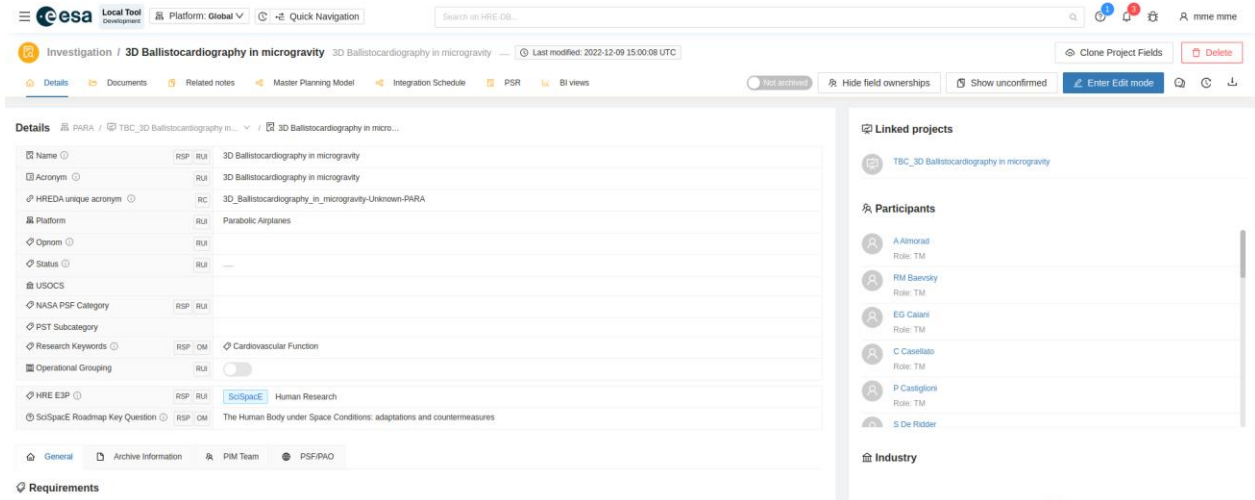 esa Local Tool Development Platform: Global Quick Navigation Search on HRE-DB... 1 3 mme mme
Investigation / 3D Ballistocardiography in microgravity 3D Ballistocardiography in microgravity — Last modified: 2022-12-09 15:00:08 UTC Clone Project Fields Delete
Details Documents Related notes Master Planning Model Integration Schedule PSR BI views Not archived Hide field ownerships Show unconfirmed Enter Edit mode
Details PARA / TBC_3D Ballistocardiography in... / 3D Ballistocardiography in micro...
Name RSP RUI 3D Ballistocardiography in microgravity
Acronym RUI 3D Ballistocardiography in microgravity
HREDA unique acronym RC 3D_Ballistocardiography_in_microgravity-Unknown-PARA
Platform RUI Parabolic Airplanes
Opnom RUI
Status RUI —
USOCS
NASA PSF Category RSP RUI
PST Subcategory
Research Keywords RSP OM Cardiovascular Function
Operational Grouping RUI
HRE E3P RSP RUI SciSpacE Human Research
SciSpacE Roadmap Key Question RSP OM The Human Body under Space Conditions: adaptations and countermeasures
General Archive Information PIM Team PSF/PAO
Requirements
Linked projects
TBC_3D Ballistocardiography in microgravity
Participants
A Almorad
Role: TM
RM Baevsky
Role: TM
EG Caiani
Role: TM
C Casellato
Role: TM
P Castiglioni
Role: TM
S De Ridder
Industry